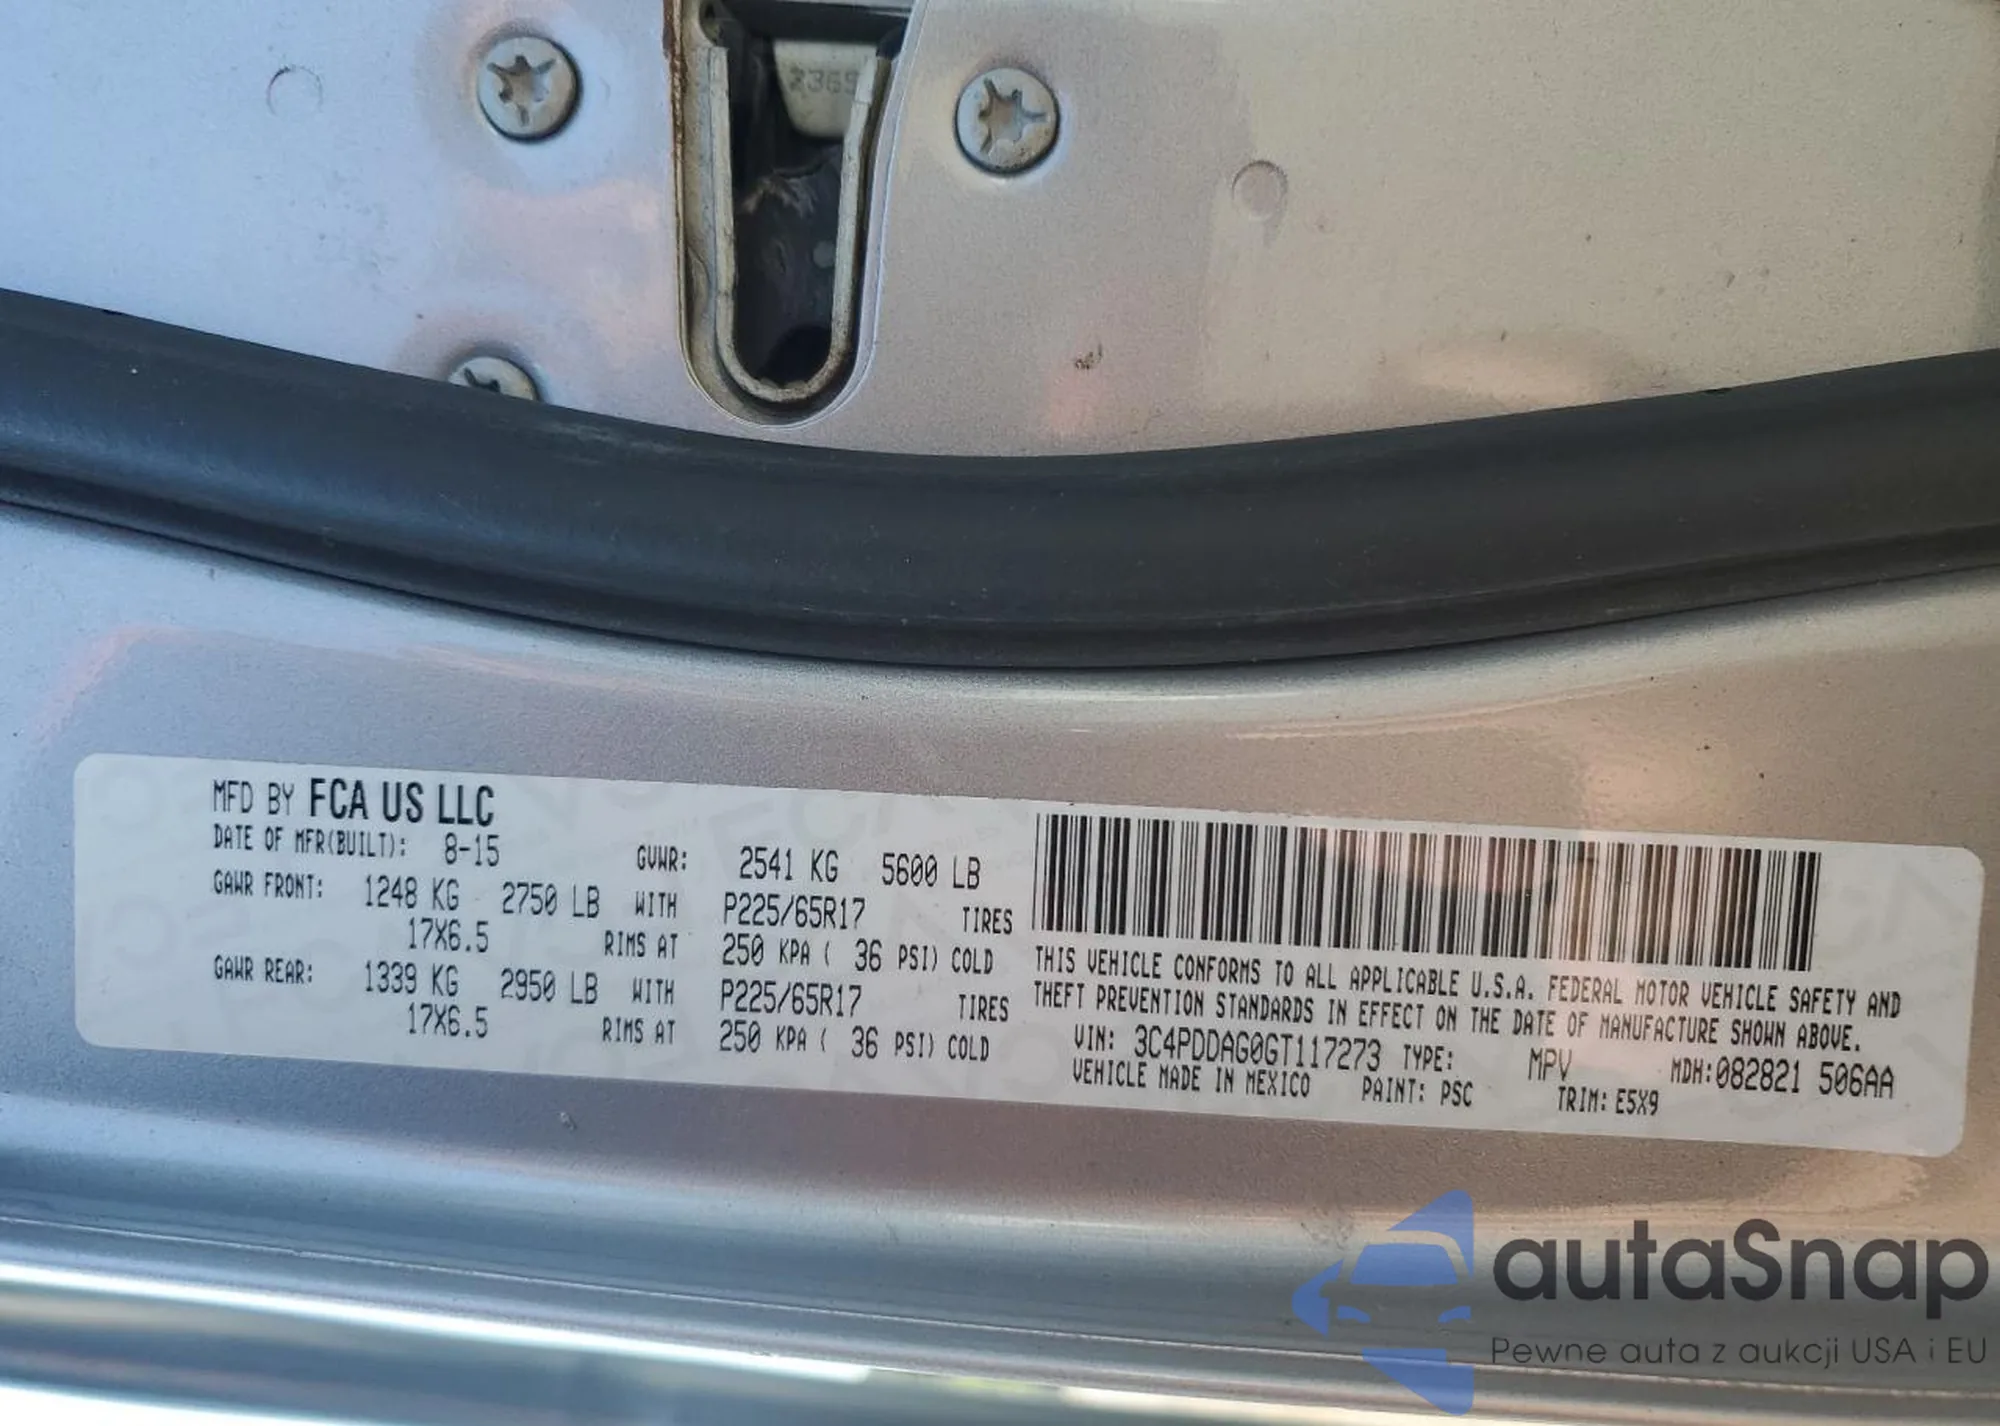 2369
MFD BY FCA US LLC
DATE OF MFR(BUILT): 8-15 GVWR: 2541 KG 5600 LB
GAWR FRONT: 1248 KG 2750 LB WITH P225/65R17 TIRES
17X6.5 RIMS AT 250 KPA ( 36 PSI) COLD
GAWR REAR: 1339 KG 2950 LB WITH P225/65R17 TIRES
17X6.5 RIMS AT 250 KPA ( 36 PSI) COLD
THIS VEHICLE CONFORMS TO ALL APPLICABLE U.S.A. FEDERAL MOTOR VEHICLE SAFETY AND
THEFT PREVENTION STANDARDS IN EFFECT ON THE DATE OF MANUFACTURE SHOWN ABOVE.
VIN: 3C4PDDAG0GT117273 TYPE: MPV MDH:082821 506AA
VEHICLE MADE IN MEXICO PAINT: PSC TRIM: E5X9
autaSnap
Pewne auta z aukcji USA i EU